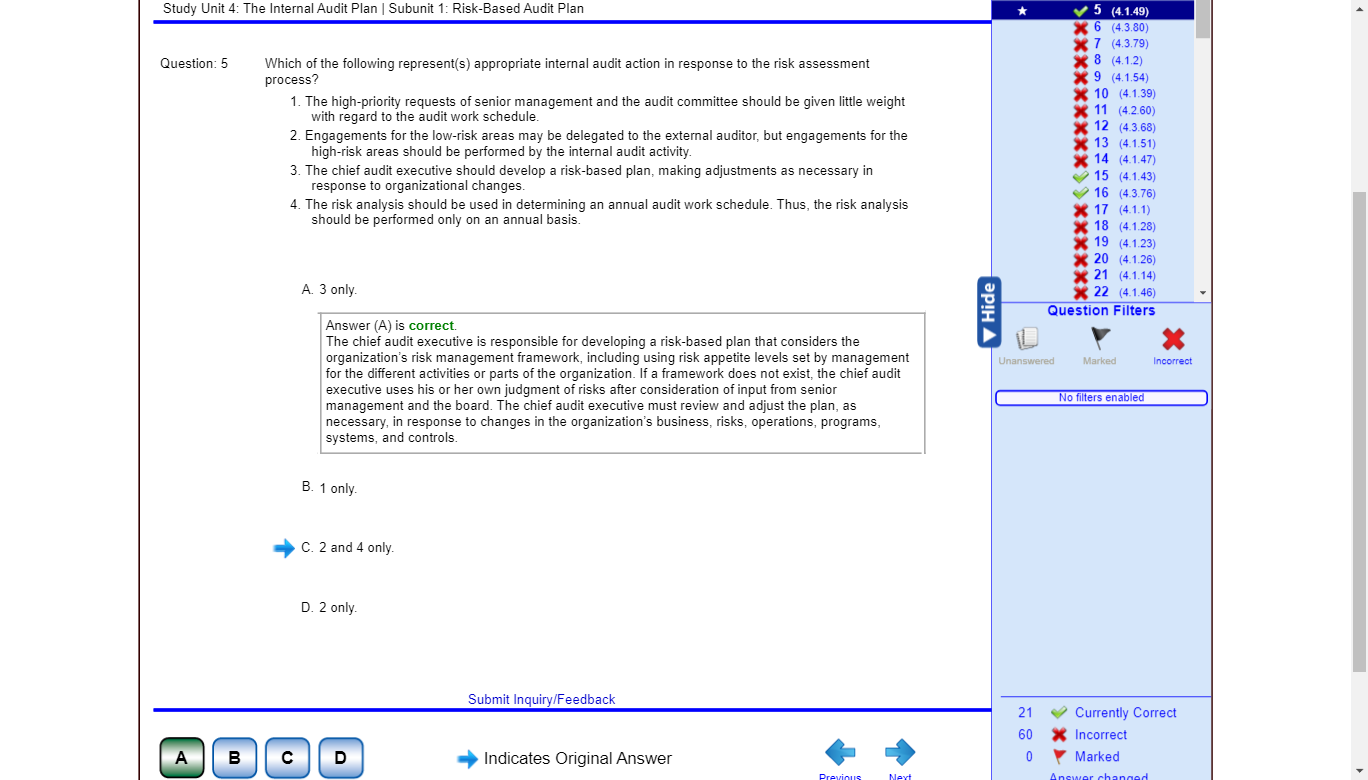 Study Unit 4: The Internal Audit Plan | Subunit 1: Risk-Based Audit Plan
Question: 5
Which of the following represent(s) appropriate internal audit action in response to the risk assessment
process?
1. The high-priority requests of senior management and the audit committee should be given little weight
with regard to the audit work schedule.
2. Engagements for the low-risk areas may be delegated to the external auditor, but engagements for the
high-risk areas should be performed by the internal audit activity.
3. The chief audit executive should develop a risk-based plan, making adjustments as necessary in
response to organizational changes.
4. The risk analysis should be used in determining an annual audit work schedule. Thus, the risk analysis
should be performed only on an annual basis.
A. 3 only.
Answer (A) is correct.
The chief audit executive is responsible for developing a risk-based plan that considers the
organization's risk management framework, including using risk appetite levels set by management
for the different activities or parts of the organization. If a framework does not exist, the chief audit
executive uses his or her own judgment of risks after consideration of input from senior
management and the board. The chief audit executive must review and adjust the plan, as
necessary, in response to changes in the organization's business, risks, operations, programs,
systems, and controls.
B. 1 only.
C. 2 and 4 only.
D. 2 only.
Submit Inquiry/Feedback
A B C D
Indicates Original Answer
Previous
Next
5 (4.1.49)
6 (4.3.80)
7 (4.3.79)
8 (4.1.2)
9 (4.1.54)
10 (4.1.39)
11 (4.2.60)
12 (4.3.68)
13 (4.1.51)
14 (4.1.47)
15 (4.1.43)
16 (4.3.76)
17 (4.1.1)
18 (4.1.28)
19 (4.1.23)
20 (4.1.26)
21 (4.1.14)
22 (4.1.46)
Hide
Question Filters
Unanswered
Marked
Incorrect
No filters enabled
21 Currently Correct
60 Incorrect
0 Marked
Answer changed